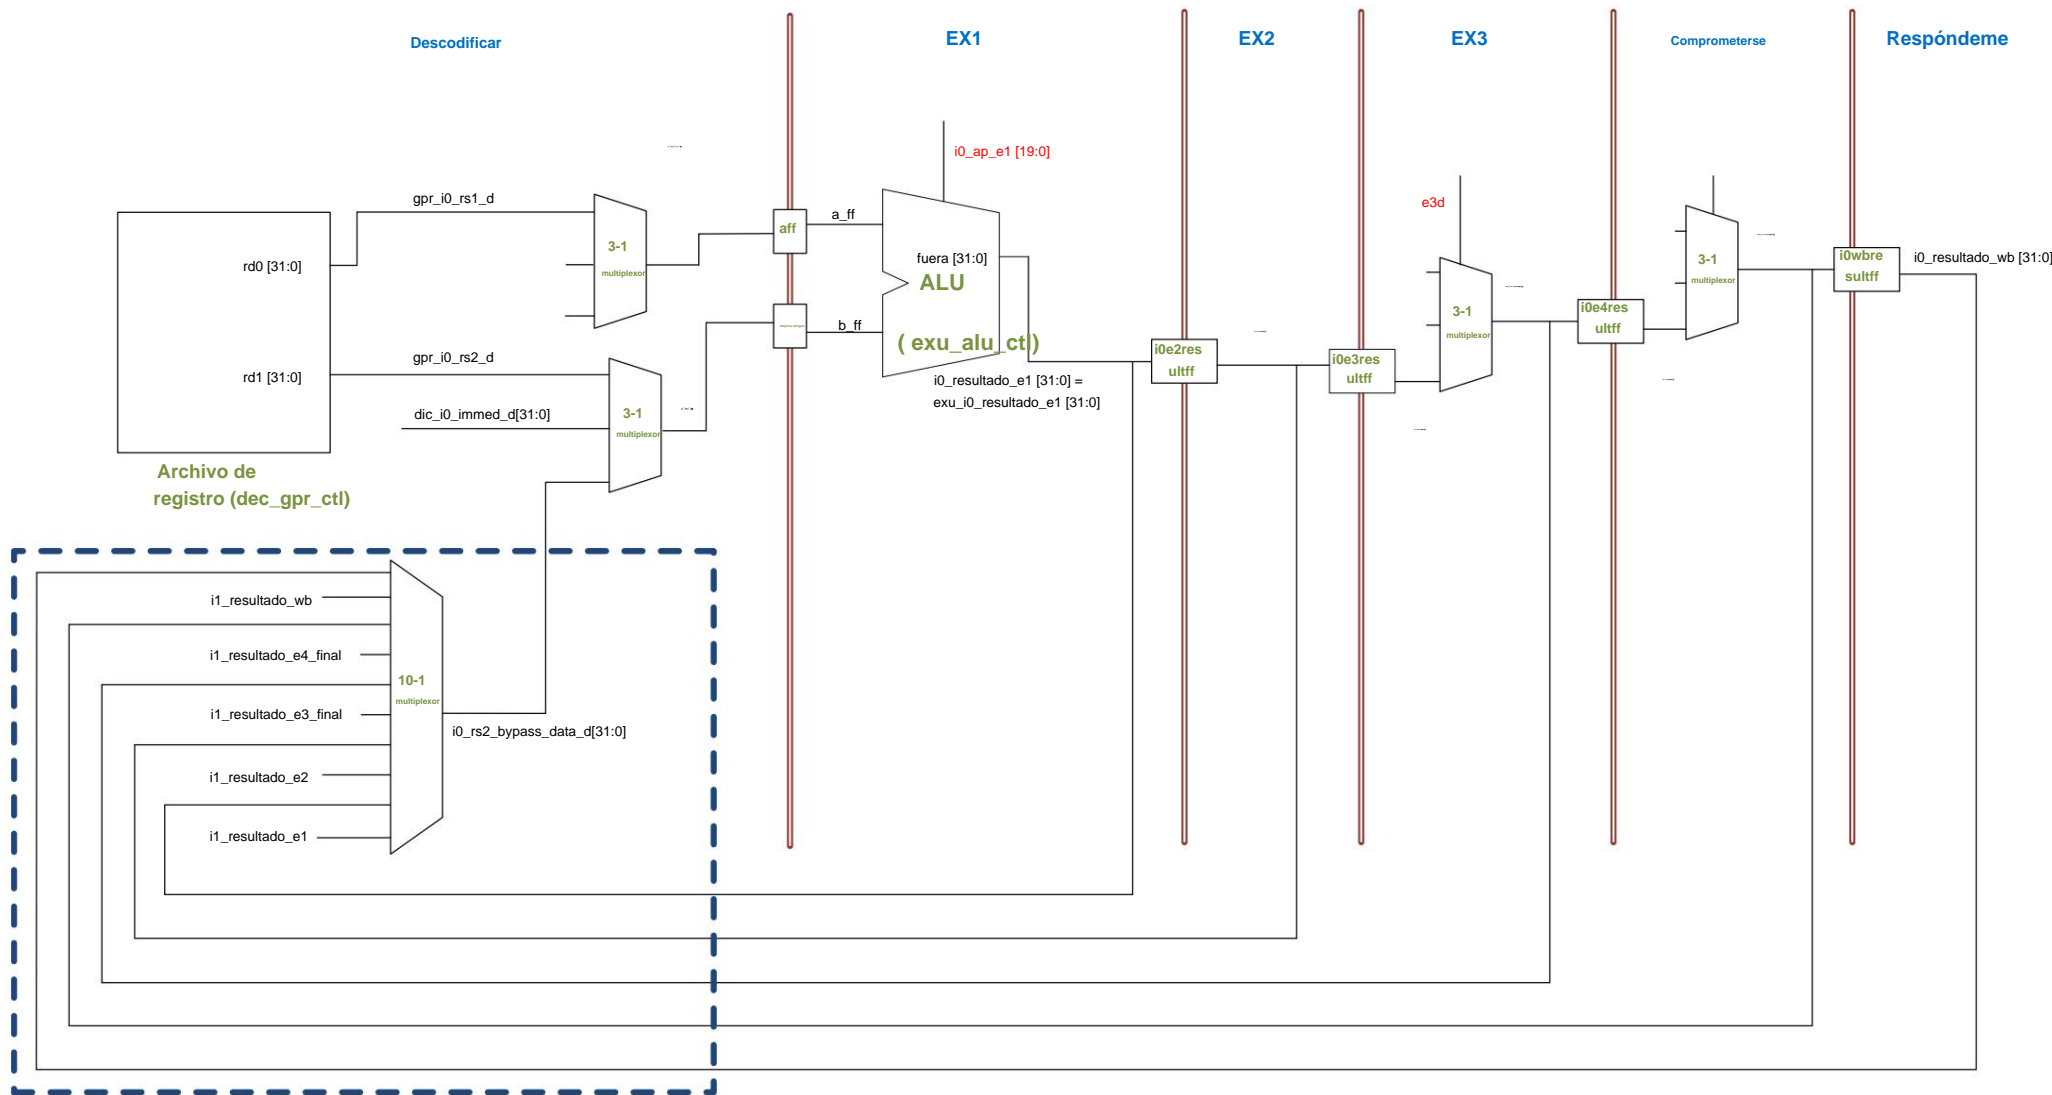 Descodificar
EX1
EX2
EX3
Comprometerse
Respóndeme
i0_ap_e1 [19:0]
gpr_i0_rs1_d
3-1
multiplexor
rd0 [31:0]
aff
a_ff
fuera [31:0]
ALU
( exu_alu_ctl)
b_ff
e3d
3-1
multiplexor
3-1
multiplexor
i0wbre
sultff
i0_resultado_wb [31:0]
i0e4res
ultff
i0e2res
ultff
i0e3res
ultff
i0_resultado_e1 [31:0] =
exu_i0_resultado_e1 [31:0]
gpr_i0_rs2_d
rd1 [31:0]
dic_i0_immed_d[31:0]
3-1
multiplexor
Archivo de
registro (dec_gpr_ctl)
i1_resultado_wb
i1_resultado_e4_final
10-1
multiplexor
i1_resultado_e3_final
i0_rs2_bypass_data_d[31:0]
i1_resultado_e2
i1_resultado_e1